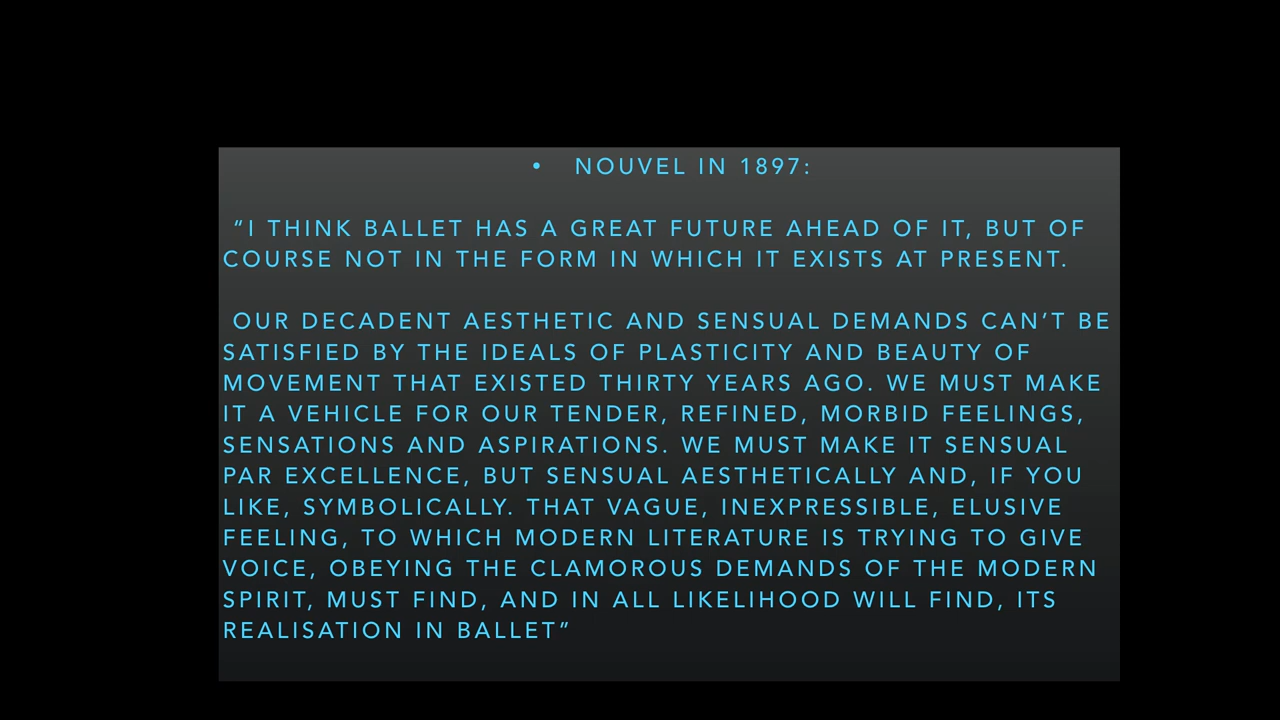 • NOUVEL IN 1897:
“I THINK BALLET HAS A GREAT FUTURE AHEAD OF IT, BUT OF
COURSE NOT IN THE FORM IN WHICH IT EXISTS AT PRESENT.
OUR DECADENT AESTHETIC AND SENSUAL DEMANDS CAN’T BE
SATISFIED BY THE IDEALS OF PLASTICITY AND BEAUTY OF
MOVEMENT THAT EXISTED THIRTY YEARS AGO. WE MUST MAKE
IT A VEHICLE FOR OUR TENDER, REFINED, MORBID FEELINGS,
SENSATIONS AND ASPIRATIONS. WE MUST MAKE IT SENSUAL
PAR EXCELLENCE, BUT SENSUAL AESTHETICALLY AND, IF YOU
LIKE, SYMBOLICALLY. THAT VAGUE, INEXPRESSIBLE, ELUSIVE
FEELING, TO WHICH MODERN LITERATURE IS TRYING TO GIVE
VOICE, OBEYING THE CLAMOROUS DEMANDS OF THE MODERN
SPIRIT, MUST FIND, AND IN ALL LIKELIHOOD WILL FIND, ITS
REALISATION IN BALLET”